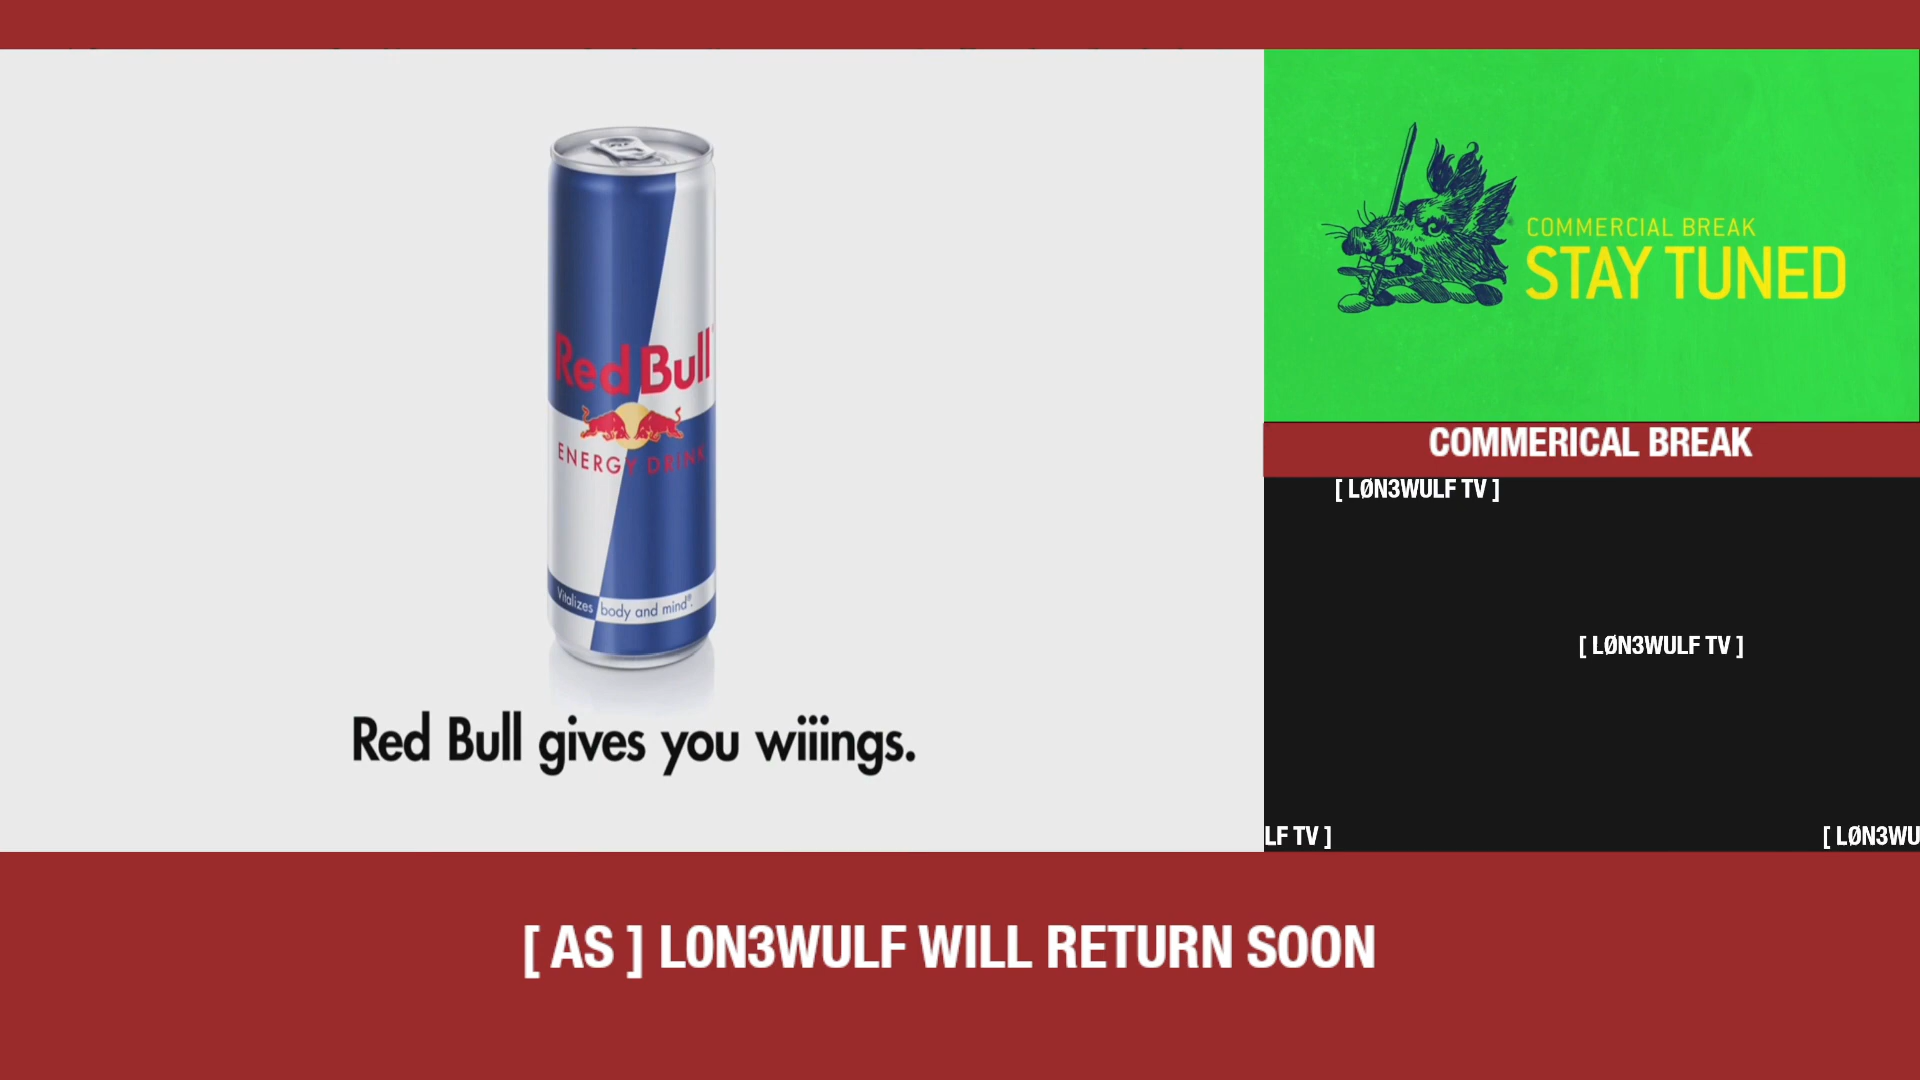 Red Bull
ENERGY DRINK
Vitalizes body and mind®.
Red Bull gives you wiiings.
COMMERCIAL BREAK
STAY TUNED
COMMERICAL BREAK
[ LØN3WULF TV ]
[ LØN3WULF TV ]
LF TV ]
[ LØN3WU
[ AS ] L0N3WULF WILL RETURN SOON